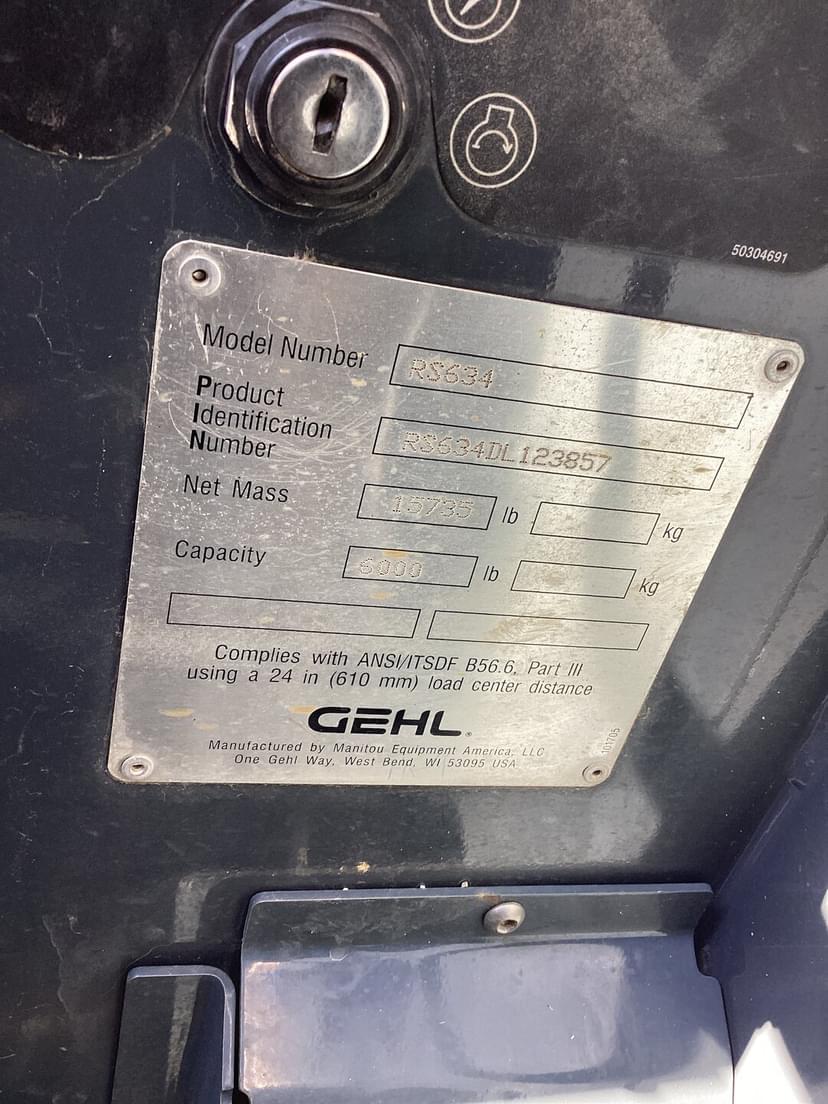 50304691
Model Number RS634
Product
Identification
Number RS634DL123857
Net Mass 15735 lb kg
Capacity 6000 lb kg
Complies with ANSI/ITSDF B56.6, Part III
using a 24 in (610 mm) load center distance
GEHL®
Manufactured by Manitou Equipment America, LLC
One Gehl Way, West Bend, WI 53095 USA
101705